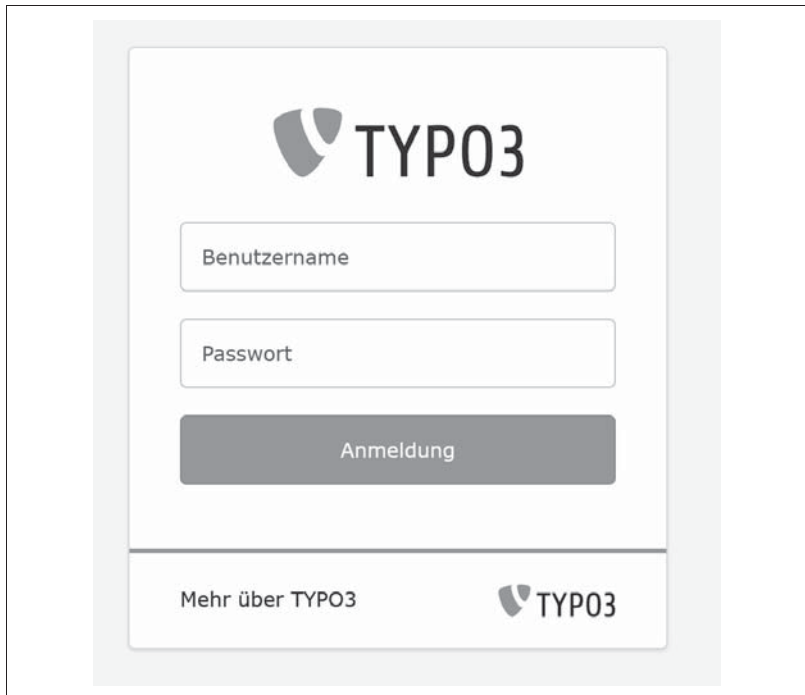 TYPO3
Benutzername
Passwort
Anmeldung
Mehr über TYPO3
TYPO3